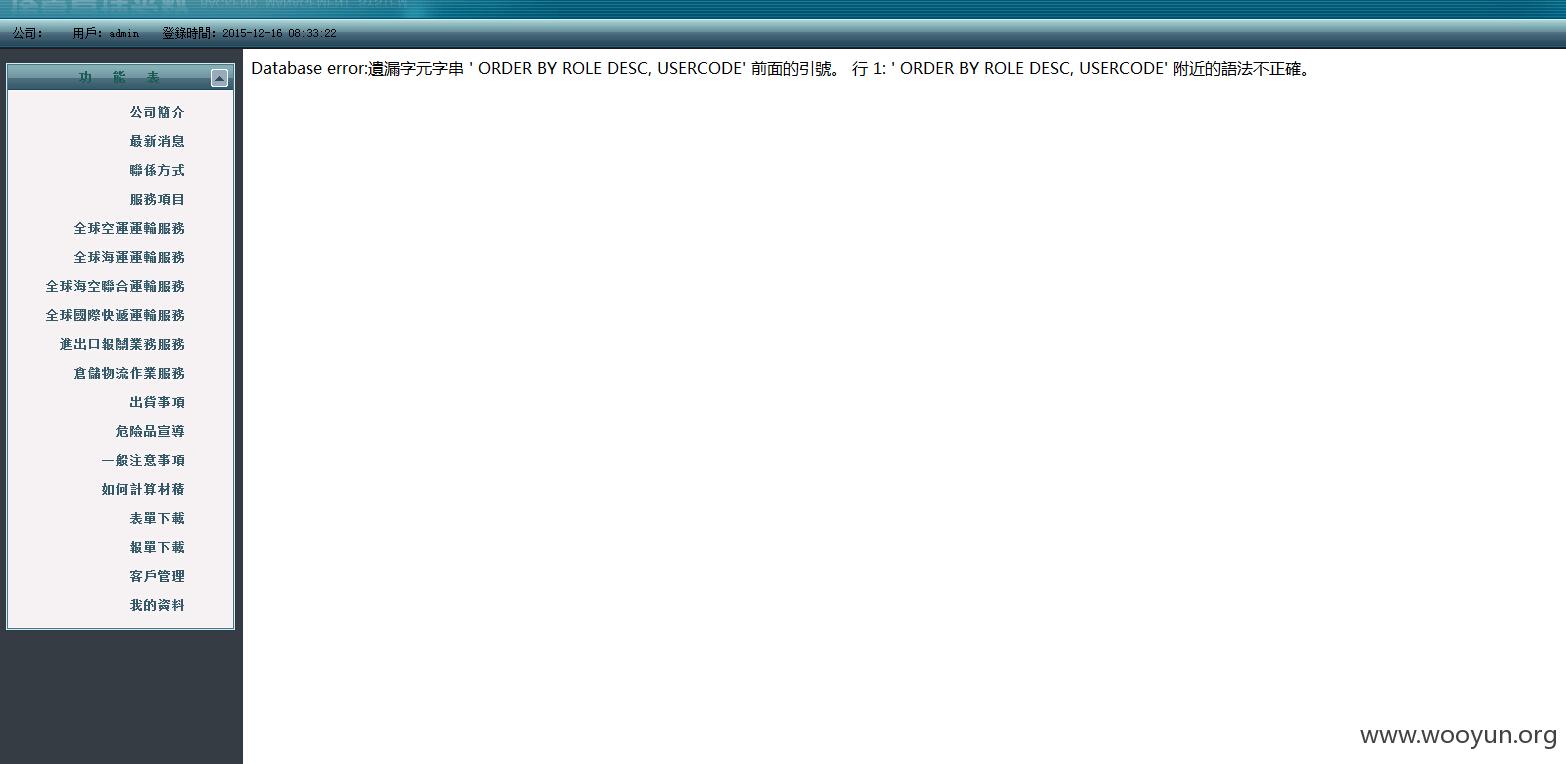 BACKEND MANAGEMENT SYSTEM
公司: 用戶: admin 登錄時間: 2015-12-16 08:33:22
功 能 表
Database error:遺漏字元字串 ' ORDER BY ROLE DESC, USERCODE' 前面的引號。 行 1: ' ORDER BY ROLE DESC, USERCODE' 附近的語法不正確。
公司簡介
最新消息
聯係方式
服務項目
全球空運運輸服務
全球海運運輸服務
全球海空聯合運輸服務
全球國際快遞運輸服務
進出口報關業務服務
倉儲物流作業服務
出貨事項
危險品宣導
一般注意事項
如何計算材積
表單下載
報單下載
客戶管理
我的資料
www.wooyun.org